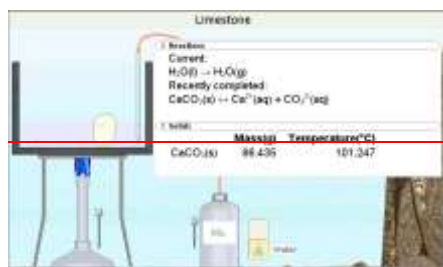 Limestone
Reactions
Current:
H₂O(l) → H₂O(g)
Recently completed:
CaCO₃(s) ↔ Ca²⁺(aq) + CO₃²⁻(aq)
Solids
Mass(g) Temperature(°C)
CaCO₃(s) 86.435 101.247
water